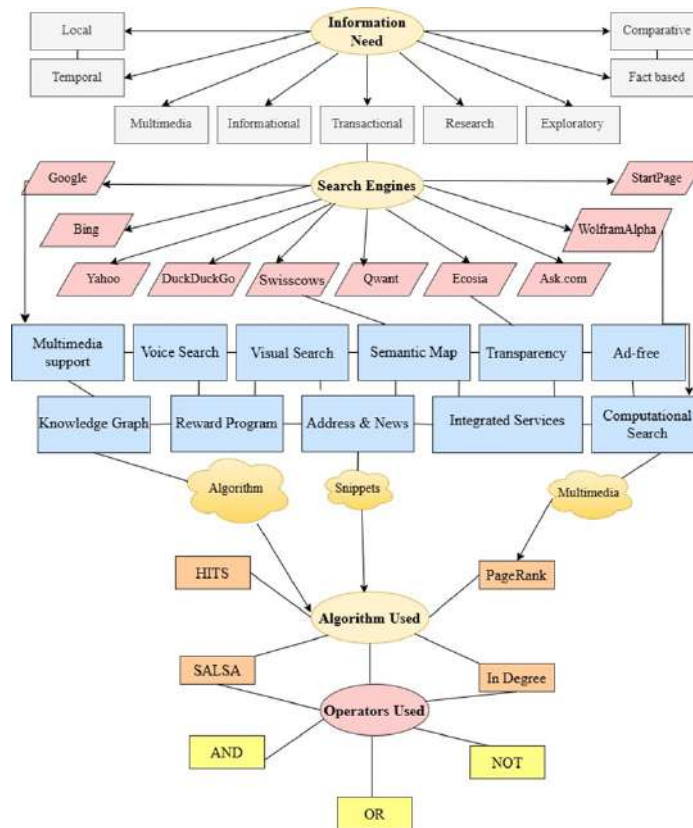 Information
Need
Local
Comparative
Temporal
Fact based
Multimedia
Informational
Transactional
Research
Exploratory
Google
Search Engines
StartPage
Bing
WolframAlpha
Yahoo
DuckDuckGo
Swisscows
Qwant
Ecosia
Ask.com
Multimedia
support
Voice Search
Visual Search
Semantic Map
Transparency
Ad-free
Knowledge Graph
Reward Program
Address & News
Integrated Services
Computational
Search
Algorithm
Snippets
Multimedia
HITS
PageRank
Algorithm Used
SALSA
In Degree
Operators Used
AND
NOT
OR